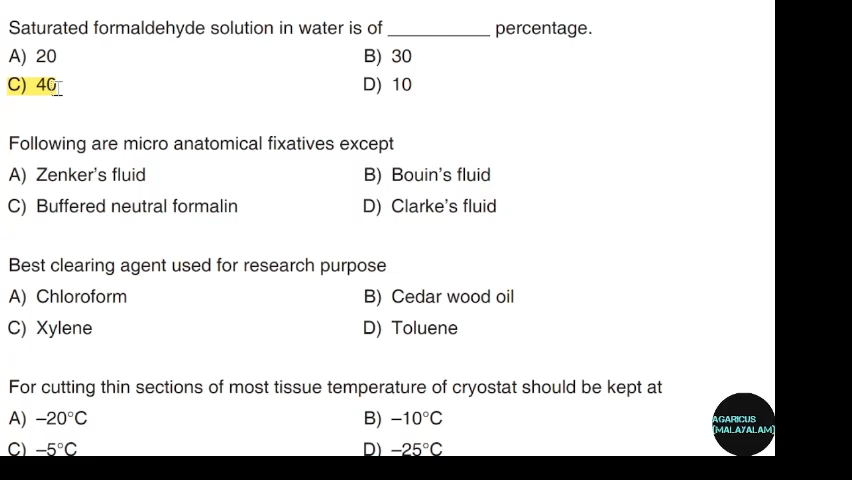 Saturated formaldehyde solution in water is of __________ percentage.
A) 20 B) 30
C) 40 D) 10
Following are micro anatomical fixatives except
A) Zenker's fluid B) Bouin's fluid
C) Buffered neutral formalin D) Clarke's fluid
Best clearing agent used for research purpose
A) Chloroform B) Cedar wood oil
C) Xylene D) Toluene
For cutting thin sections of most tissue temperature of cryostat should be kept at
A) –20°C B) –10°C
C) –5°C D) –25°C
AGARICUS
(MALAYALAM)